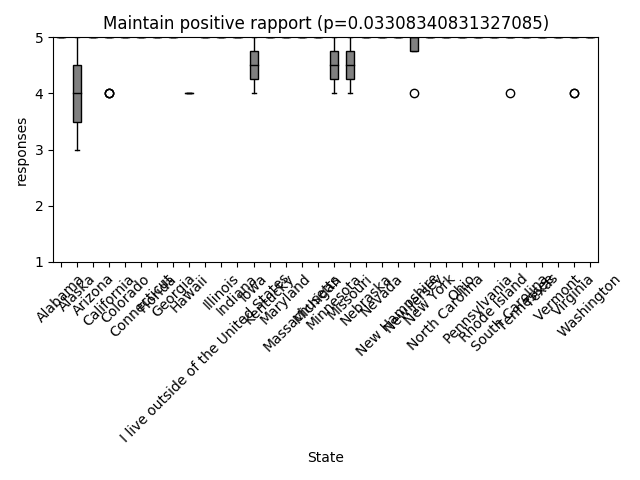 Maintain positive rapport (p=0.03308340831327085)
responses
5
4
3
2
1
Alabama
Alaska
Arizona
California
Colorado
Connecticut
Florida
Georgia
Hawaii
I live outside of the United States
Illinois
Indiana
Iowa
Kentucky
Maryland
Massachusetts
Michigan
Minnesota
Missouri
Nebraska
Nevada
New Hampshire
New Jersey
New York
North Carolina
Ohio
Pennsylvania
Rhode Island
South Carolina
Tennessee
Texas
Vermont
Virginia
Washington
State